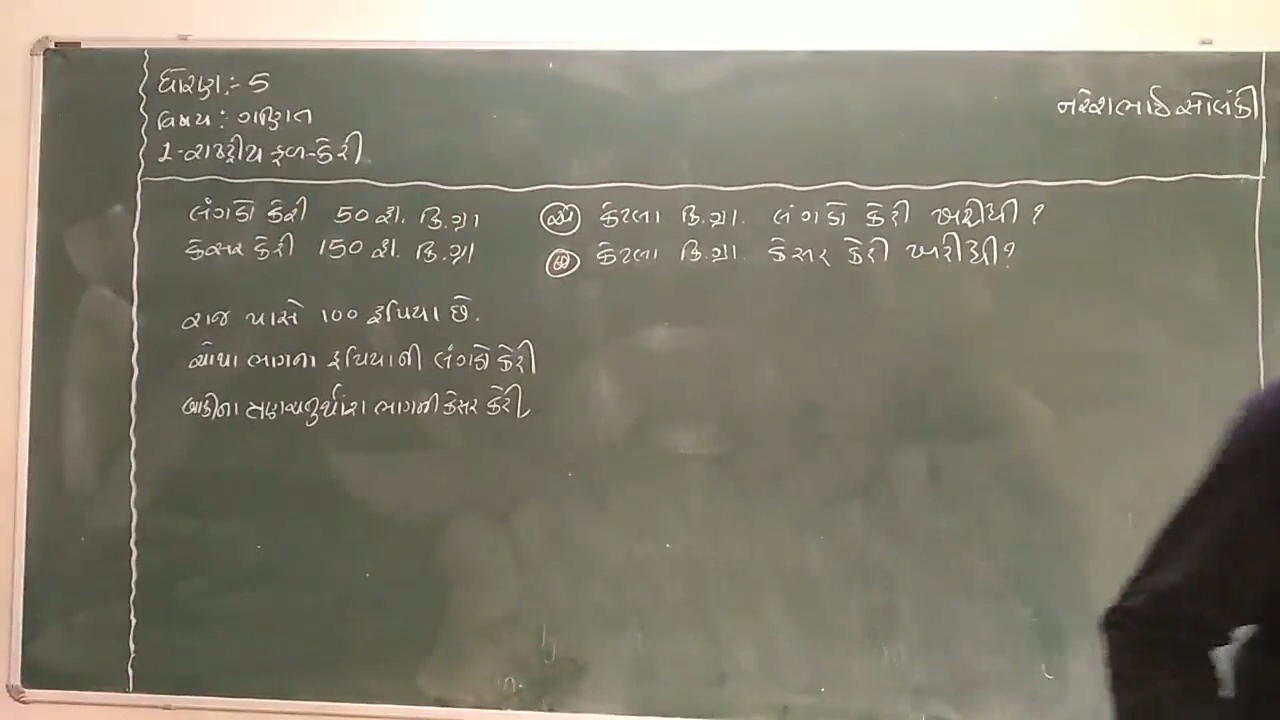 ધોરણ:- 5
વિષય: ગણિત
1-રાષ્ટ્રીય ફળ-કેરી
નરેશભાઈ સોલંકી
લંગડો કેરી 50 રૂ. કિ.ગ્રા
કેસર કેરી 150 રૂ. કિ.ગ્રા
અ કેટલા કિ.ગ્રા. લંગડો કેરી ખરીદી ?
બ કેટલા કિ.ગ્રા. કેસર કેરી ખરીદી ?
રાજ પાસે 100 રૂપિયા છે.
ચોથા ભાગના રૂપિયાની લંગડો કેરી
બાકીના ત્રણચતુર્થાંશ ભાગની કેસર કેરી